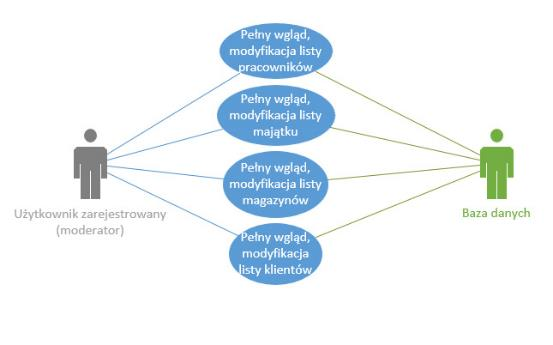 Pełny wgląd,
modyfikacja listy
pracowników
Pełny wgląd,
modyfikacja listy
majątku
Pełny wgląd,
modyfikacja listy
magazynów
Pełny wgląd,
modyfikacja
listy klientów
Użytkownik zarejestrowany
(moderator)
Baza danych